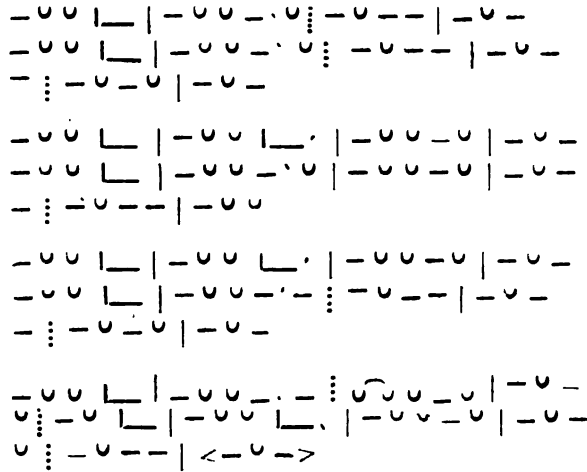 – ∪ ∪ |__ | – ∪ ∪ – · ∪ ⁞ – ∪ – – | – ∪ –
– ∪ ∪ |__ | – ∪ ∪ – · ∪ ⁞ – ∪ – – | – ∪ –
– ⁞ – ∪ – ∪ | – ∪ –
– ∪ ∪ |__ | – ∪ ∪ |__ · | – ∪ ∪ – ∪ | – ∪ –
– ∪ ∪ |__ | – ∪ ∪ – · ∪ | – ∪ ∪ – ∪ | – ∪ –
– ⁞ – ∪ – – | – ∪ ∪
– ∪ ∪ |__ | – ∪ ∪ |__ · | – ∪ ∪ – ∪ | – ∪ –
– ∪ ∪ |__ | – ∪ ∪ – · – ⁞ – ∪ – – | – ∪ –
– ⁞ – ∪ – ∪ | – ∪ –
– ∪ ∪ |__ | – ∪ ∪ – · – ⁞ ∪⁀∪ ∪ – ∪ | – ∪ –
∪ ⁞ – ∪ |__ | – ∪ ∪ |__ · | – ∪ ∪ – ∪ | – ∪ –
∪ ⁞ – ∪ – – | < – ∪ – >